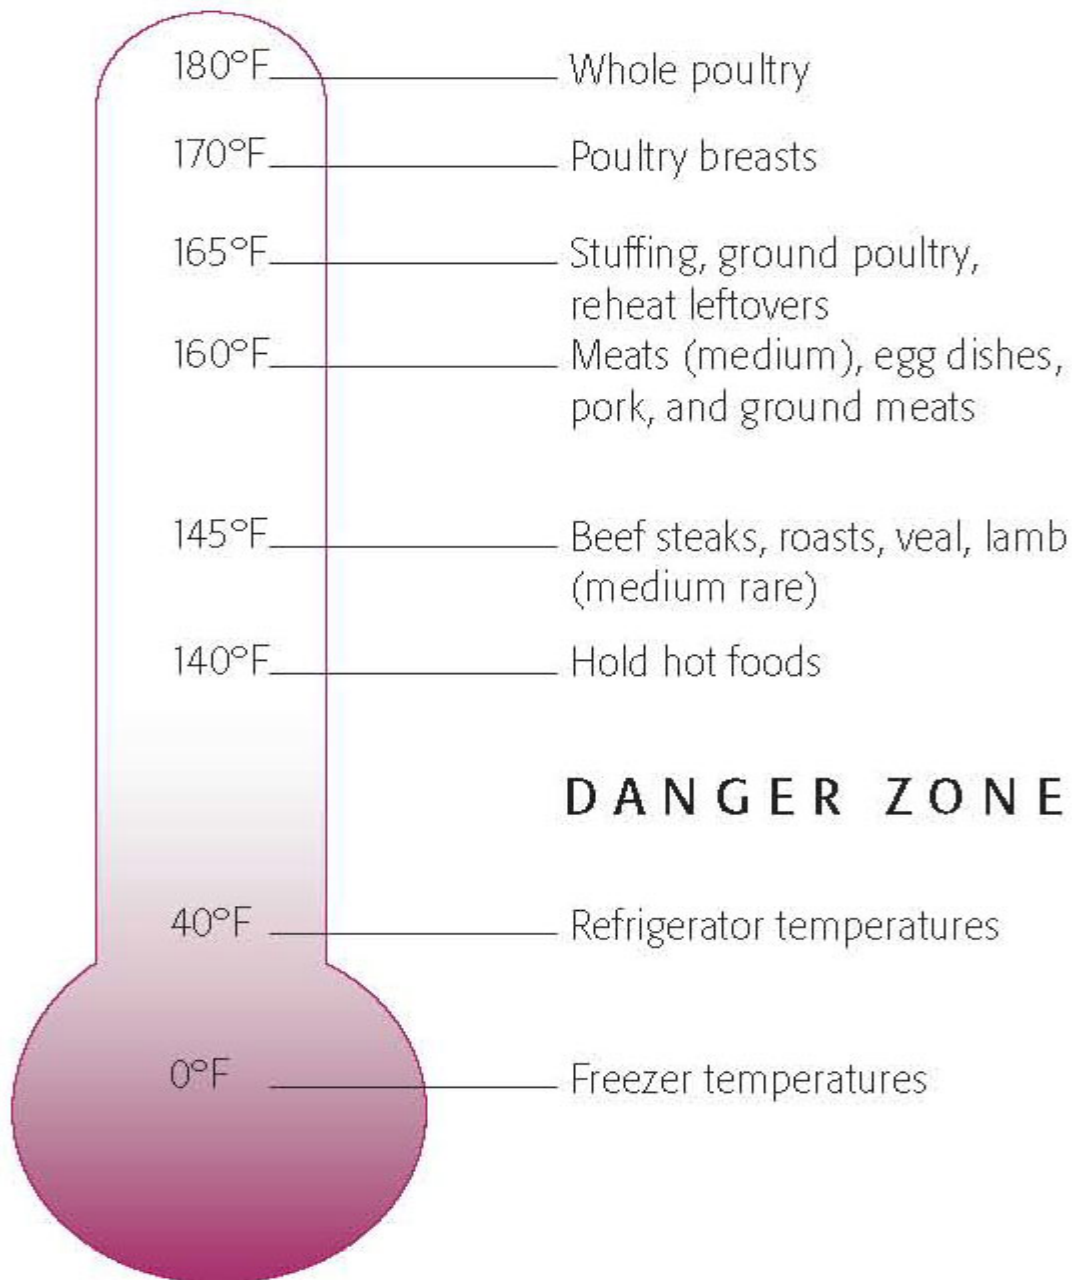 180°F Whole poultry
170°F Poultry breasts
165°F Stuffing, ground poultry,
reheat leftovers
160°F Meats (medium), egg dishes,
pork, and ground meats
145°F Beef steaks, roasts, veal, lamb
(medium rare)
140°F Hold hot foods
DANGER ZONE
40°F Refrigerator temperatures
0°F Freezer temperatures